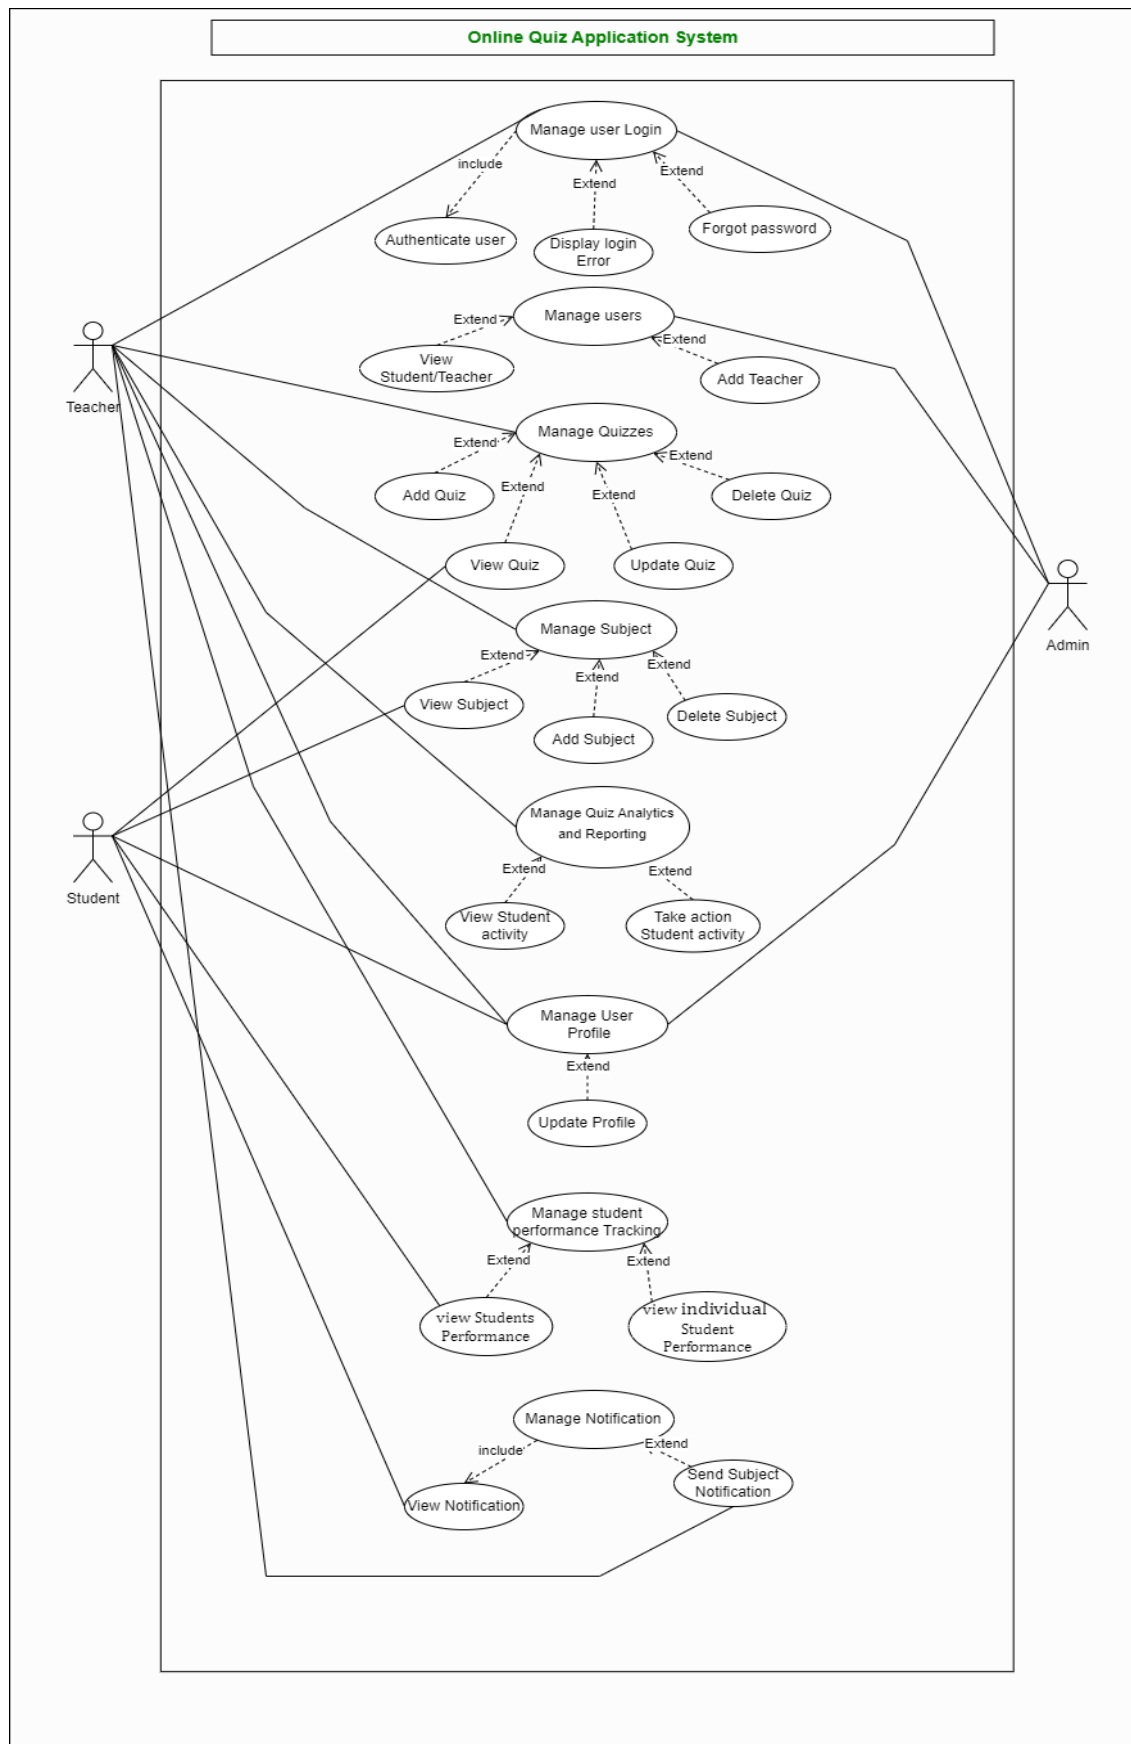 Online Quiz Application System
Manage user Login
include
Extend
Extend
Authenticate user
Display login
Error
Forgot password
Manage users
Extend
Extend
View
Student/Teacher
Add Teacher
Teacher
Manage Quizzes
Extend
Extend
Extend
Extend
Add Quiz
Delete Quiz
View Quiz
Update Quiz
Admin
Manage Subject
Extend
Extend
Extend
View Subject
Add Subject
Delete Subject
Manage Quiz Analytics
and Reporting
Extend
Extend
Student
View Student
activity
Take action
Student activity
Manage User
Profile
Extend
Update Profile
Manage student
performance Tracking
Extend
Extend
view Students
Performance
view individual
Student
Performance
Manage Notification
include
Extend
View Notification
Send Subject
Notification